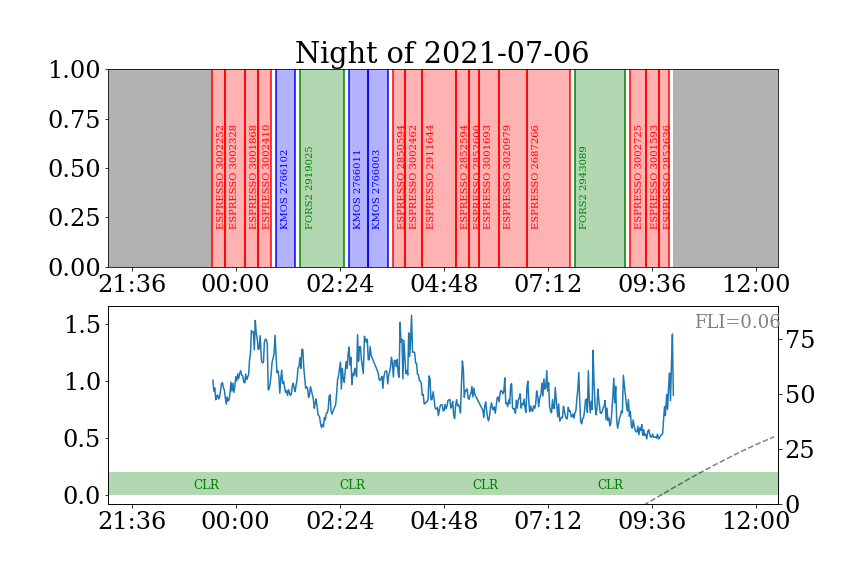 Night of 2021-07-06
1.00
0.75
0.50
0.25
0.00
ESPRESSO 3002252
ESPRESSO 3002328
ESPRESSO 3001868
ESPRESSO 3002410
KMOS 2766102
FORS2 2919025
KMOS 2766011
KMOS 2766003
ESPRESSO 2850594
ESPRESSO 3002462
ESPRESSO 2911644
ESPRESSO 2852594
ESPRESSO 2852600
ESPRESSO 3001693
ESPRESSO 3020979
ESPRESSO 2687266
FORS2 2943089
ESPRESSO 3002725
ESPRESSO 3001593
ESPRESSO 2852636
21:36 00:00 02:24 04:48 07:12 09:36 12:00
FLI=0.06
1.5
1.0
0.5
0.0
75
50
25
0
CLR CLR CLR CLR
21:36 00:00 02:24 04:48 07:12 09:36 12:00